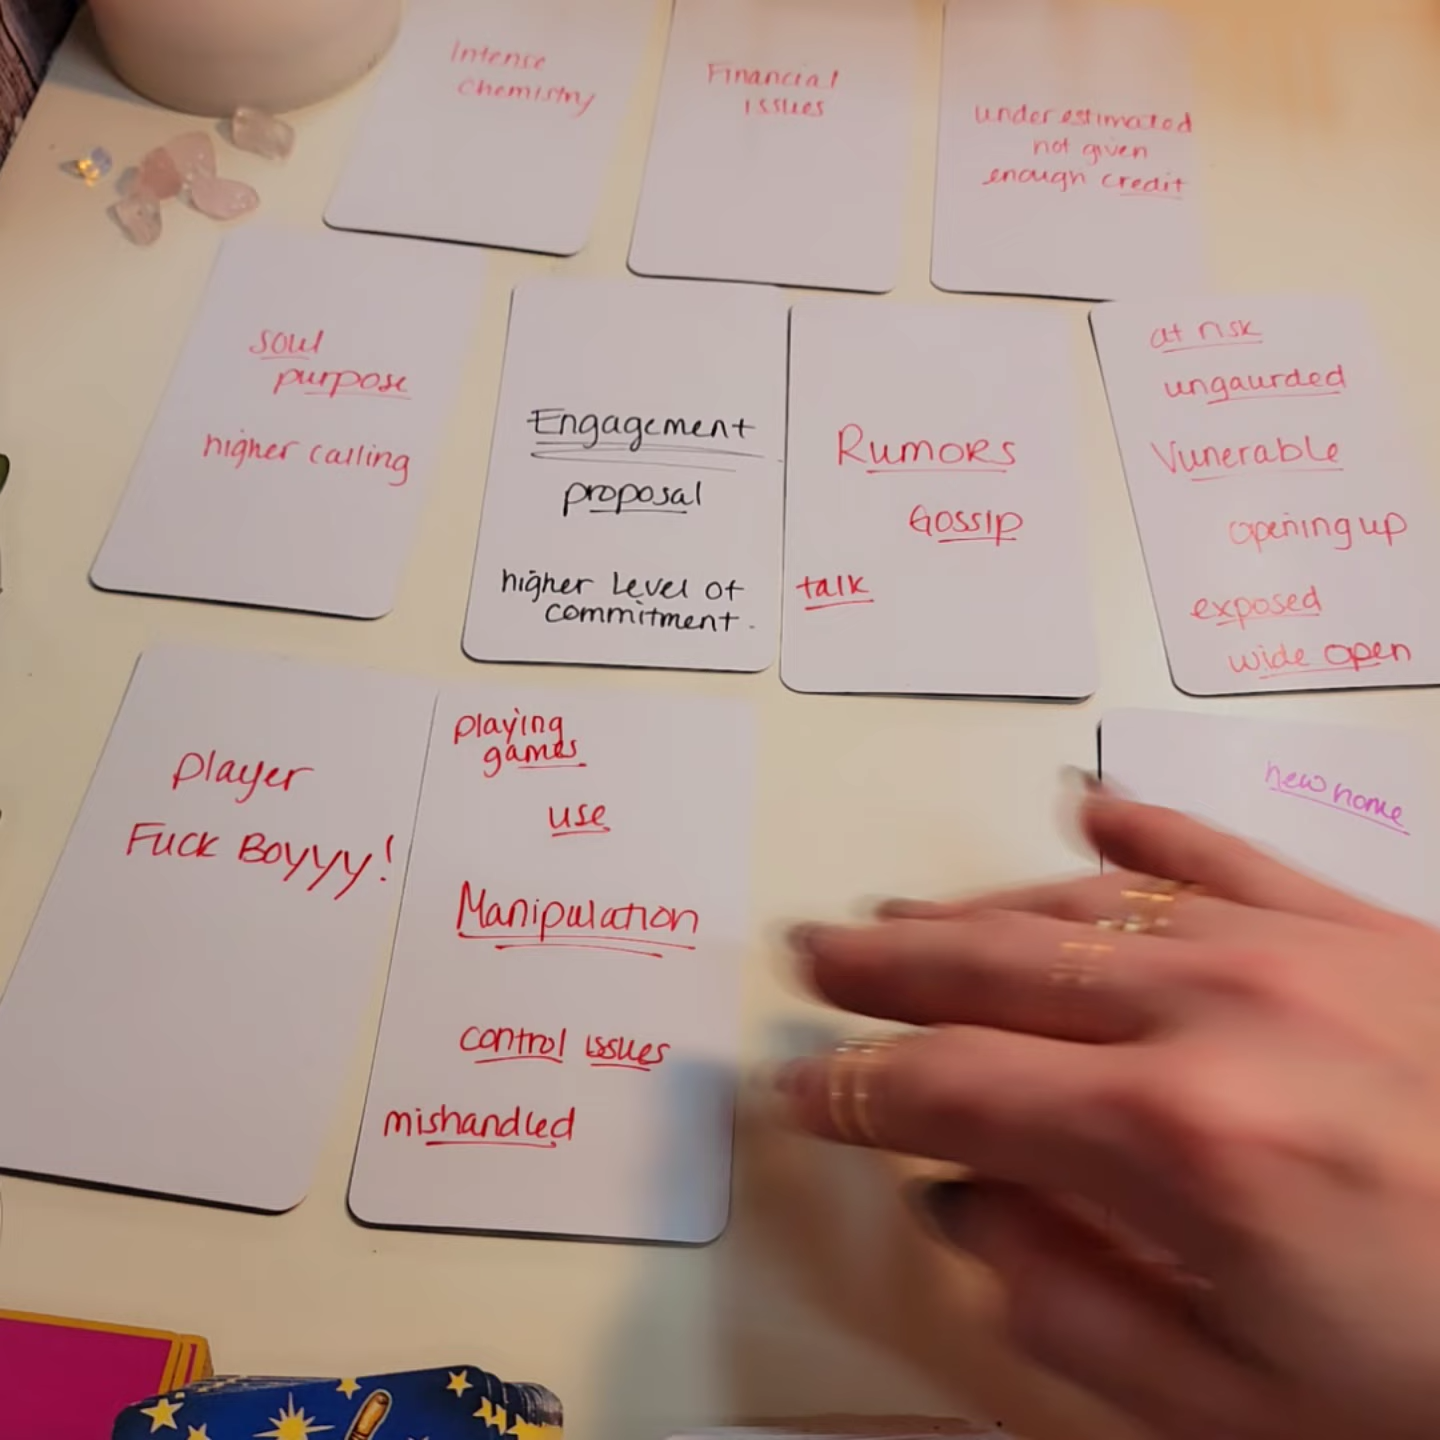 Intense
Chemistry
Financial
issues
underestimated
not given
enough credit
soul
purpose
higher calling
Engagement
proposal
higher level of
commitment.
Rumors
Gossip
talk
at risk
ungaurded
Vunerable
opening up
exposed
wide open
player
Fuck Boyyy!
playing
games
use
Manipulation
control issues
mishandled
new home